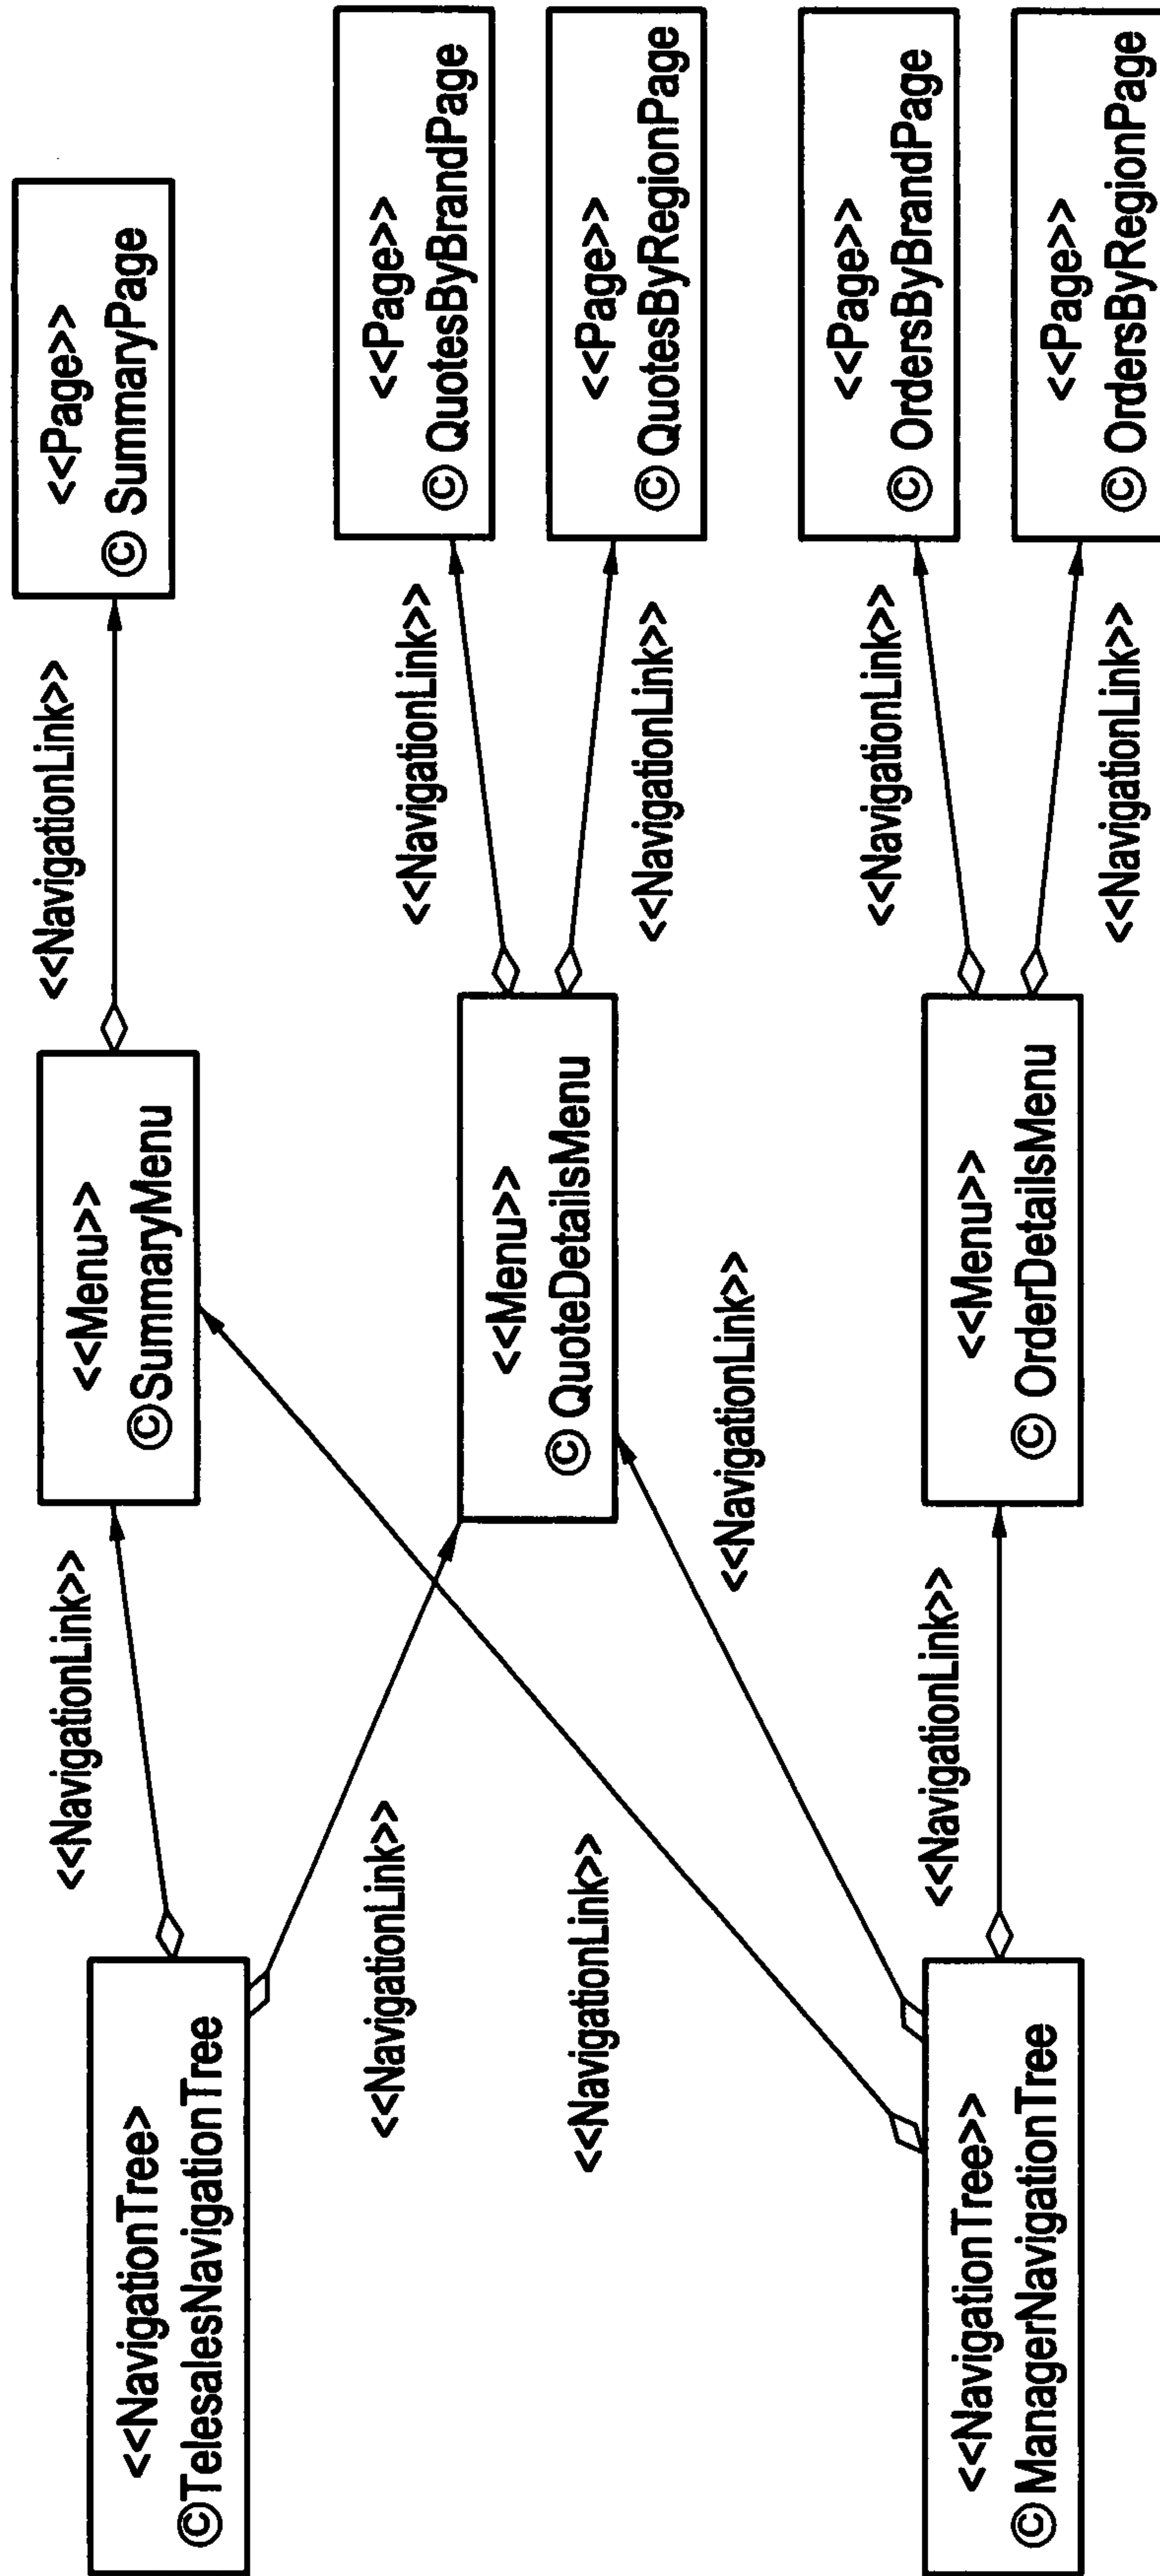 <<NavigationTree>
©TelesalesNavigationTree
<<NavigationLink>>
<<Menu>>
©SummaryMenu
<<NavigationLink>>
<<Page>>
© SummaryPage
<<NavigationLink>>
<<NavigationLink>>
<<NavigationLink>>
<<Menu>>
© QuoteDetailsMenu
<<NavigationLink>>
<<Page>>
© QuotesByBrandPage
<<NavigationLink>>
<<Page>>
© QuotesByRegionPage
<<NavigationTree>>
© ManagerNavigationTree
<<NavigationLink>>
<<Menu>>
© OrderDetailsMenu
<<NavigationLink>>
<<Page>>
© OrdersByBrandPage
<<NavigationLink>>
<<Page>>
© OrdersByRegionPage